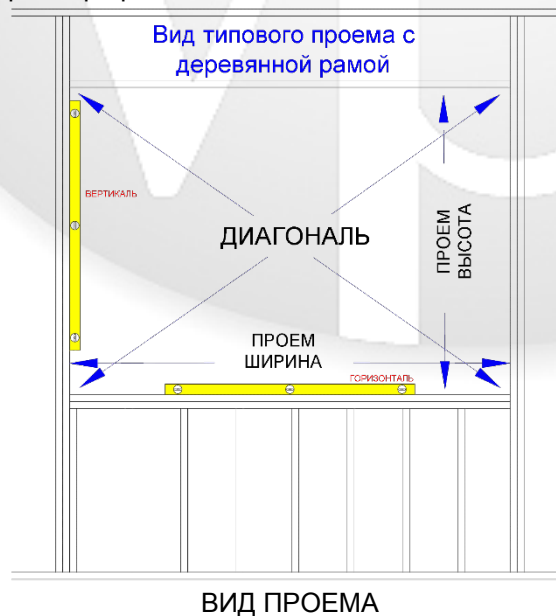 Вид типового проема с
деревянной рамой
ВЕРТИКАЛЬ
ДИАГОНАЛЬ
ПРОЕМ
ВЫСОТА
ПРОЕМ
ШИРИНА
ГОРИЗОНТАЛЬ
ВИД ПРОЕМА